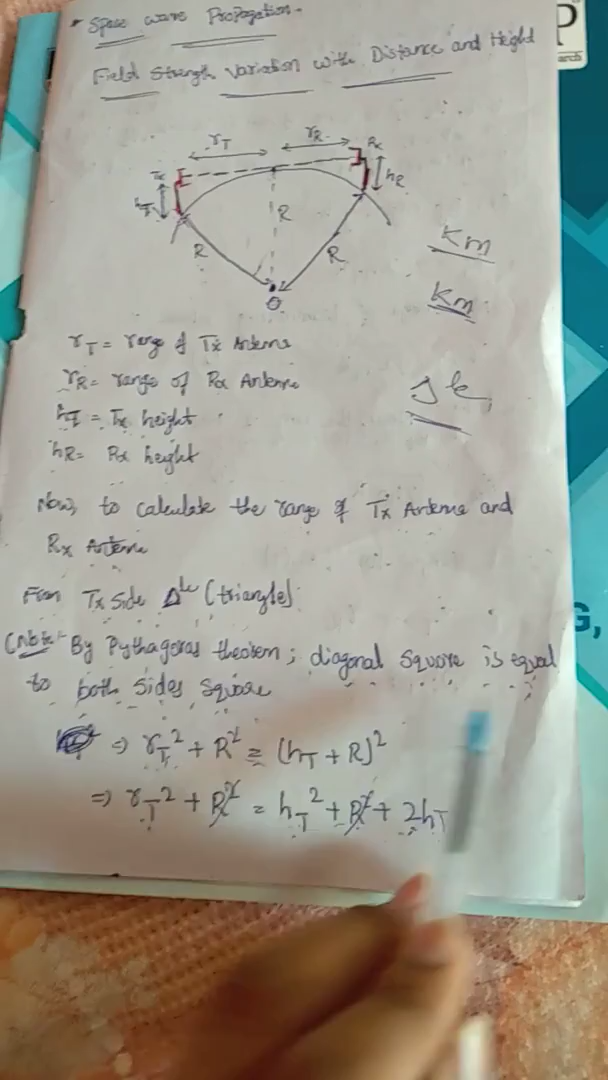 * Space wave Propagation-
Field Strength Variation with Distance and Height
P
arch
rT
rR
Rx
Tx
hT
hR
R
R
R
O
Km
Km
rT = range of Tx Antenna
rR = range of Rx Antenna
hT = Tx height
hR = Rx height
Now, to calculate the range of Tx Antenna and
Rx Antenna
From Tx side Δle (triangle)
(Note:- By Pythagoras theorem; diagonal square is equal
to both sides square
⇒ rT² + R² = (hT + R)²
⇒ rT² + R² = hT² + R² + 2hT
G,